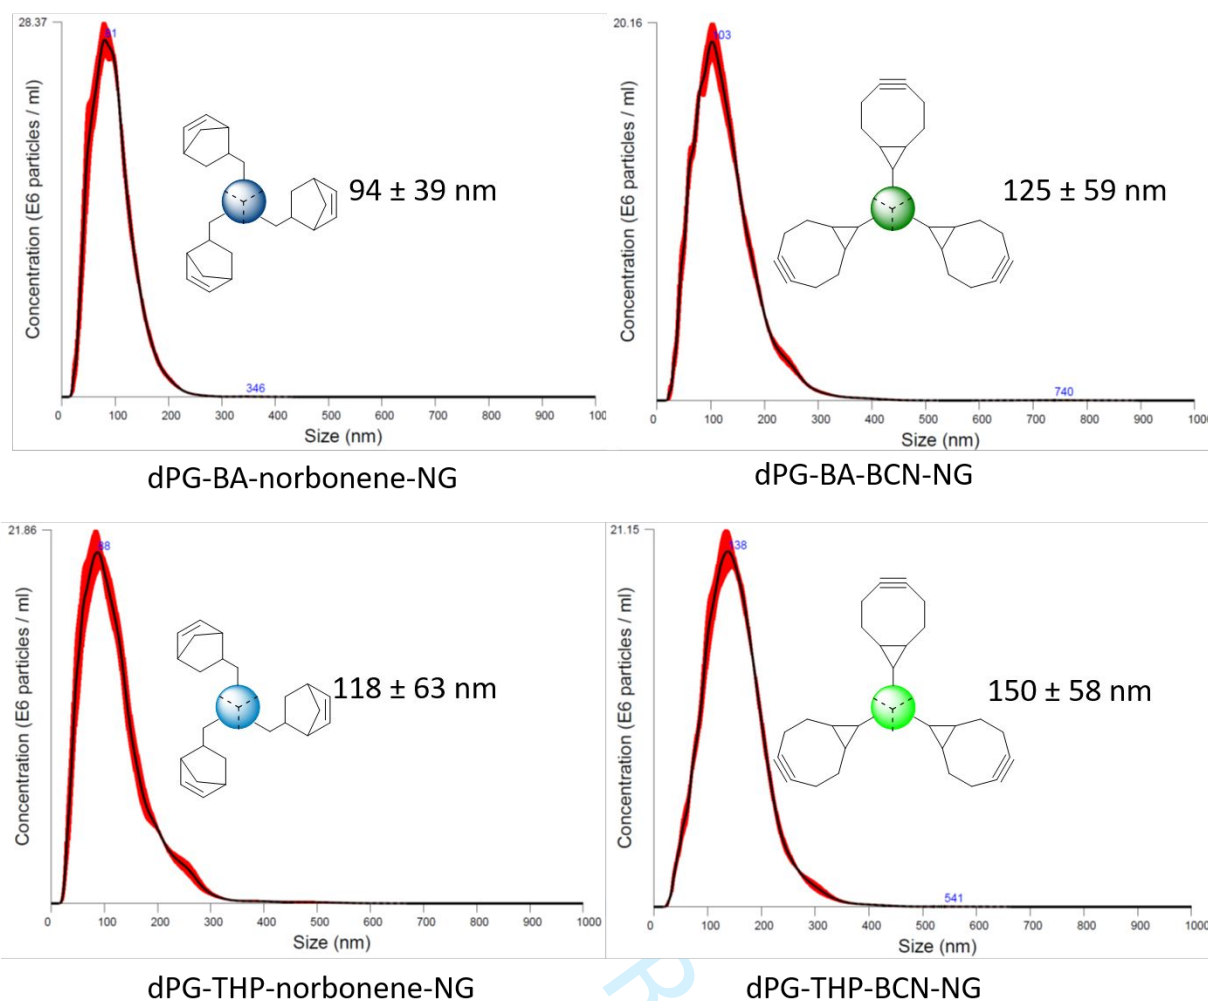 28.37
81
Concentration (E6 particles / ml)
94 ± 39 nm
346
0 100 200 300 400 500 600 700 800 900 100
Size (nm)
dPG-BA-norbonene-NG
20.16
103
Concentration (E6 particles / ml)
125 ± 59 nm
740
0 100 200 300 400 500 600 700 800 900 1000
Size (nm)
dPG-BA-BCN-NG
21.86
88
Concentration (E6 particles / ml)
118 ± 63 nm
0 100 200 300 400 500 600 700 800 900 1000
Size (nm)
dPG-THP-norbonene-NG
21.15
138
Concentration (E6 particles / ml)
150 ± 58 nm
541
0 100 200 300 400 500 600 700 800 900 1000
Size (nm)
dPG-THP-BCN-NG
R